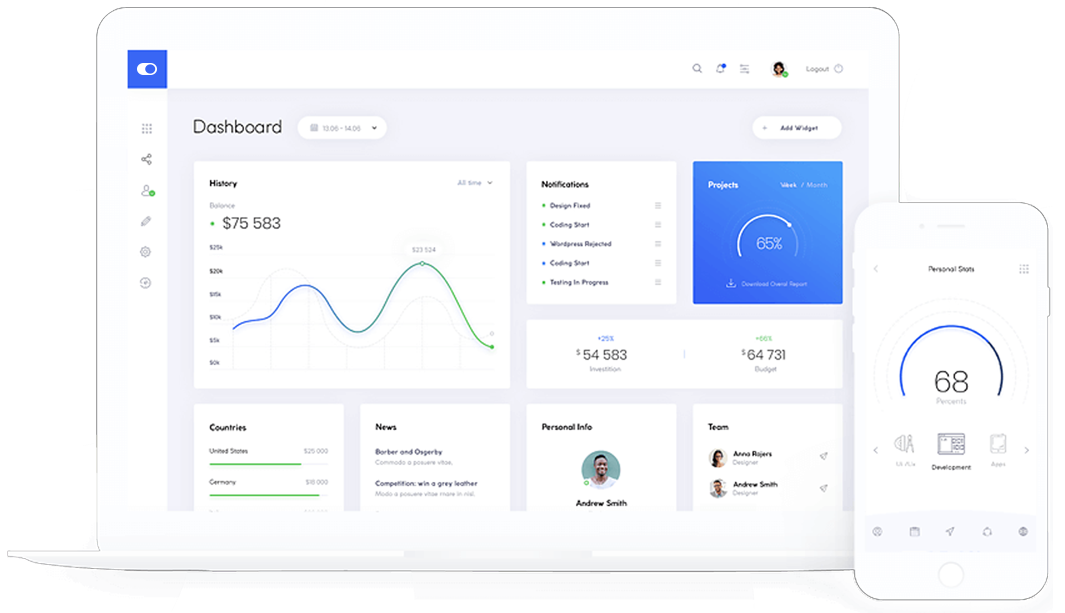 Logout
Dashboard
13.06 - 14.06
Add Widget
History
All time
Balance
$75 583
$25k
$20k
$15k
$10k
$5k
$0k
$23 524
Notifications
Design Fixed
Coding Start
Wordpress Rejected
Coding Start
Testing In Progress
Projects
Week / Month
65%
Download Overal Report
+25%
$54 583
Investition
+66%
$64 731
Budget
Countries
United States
$25 000
Germany
$18 000
News
Barber and Osgerby
Commodo a posuere vitae.
Competition: win a grey leather
Modo a posuere vitae mare in nisl.
Personal Info
Andrew Smith
Team
Anna Rojers
Designer
Andrew Smith
Designer
Personal Stats
68
Percents
Development
Apps